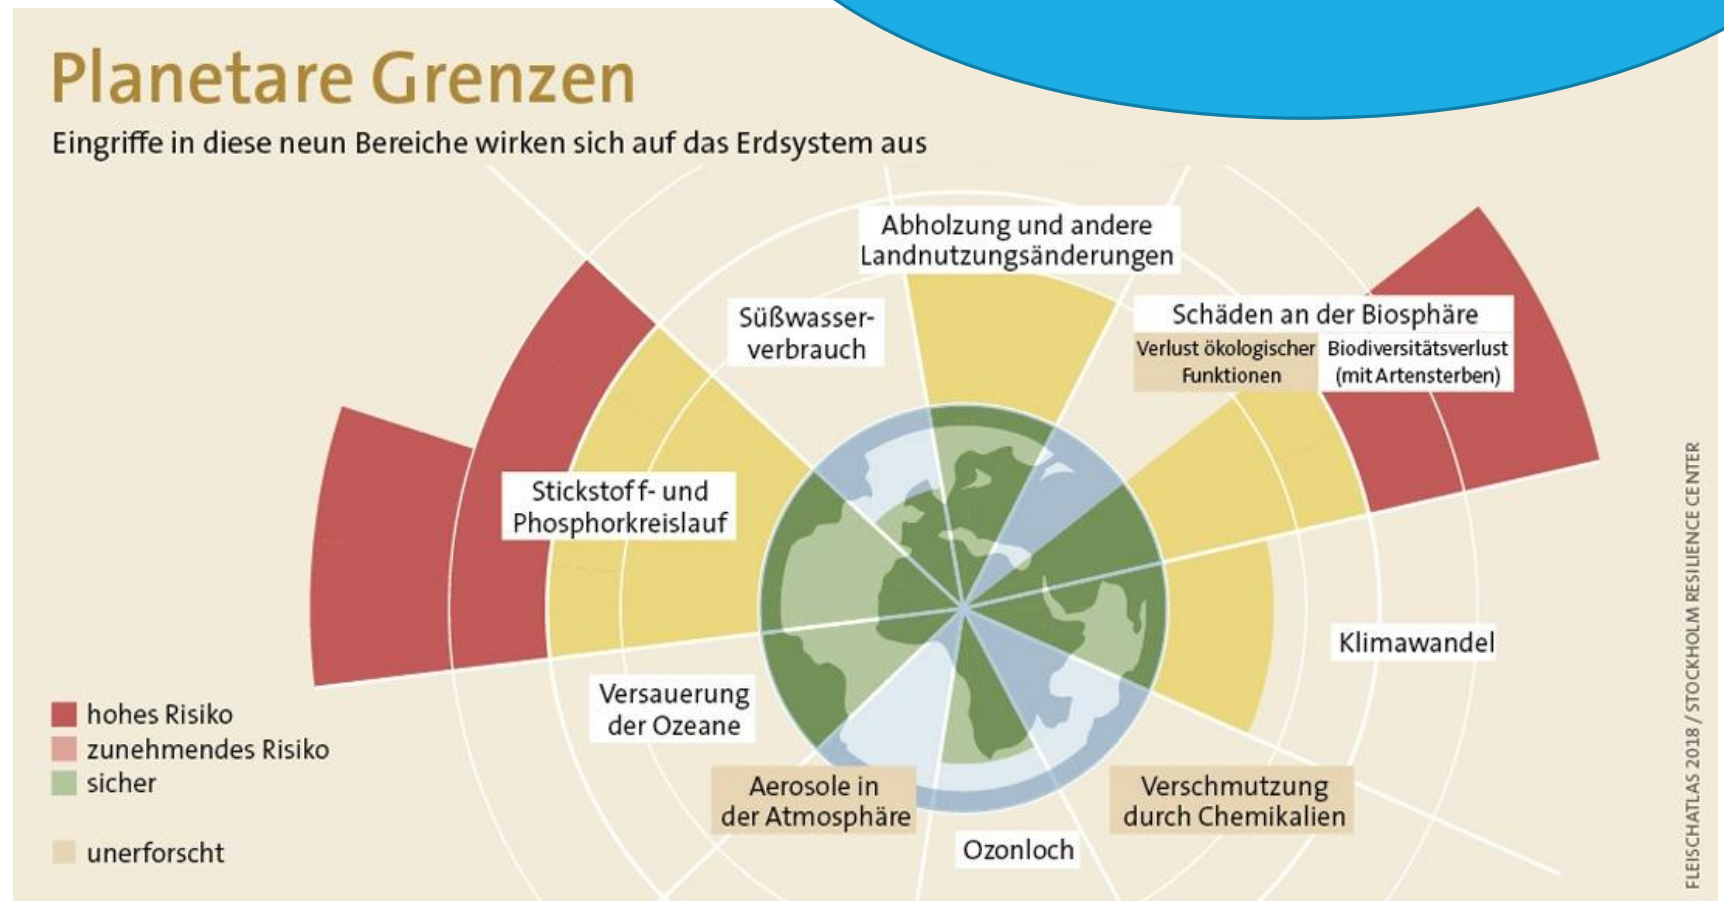 Planetare Grenzen
Eingriffe in diese neun Bereiche wirken sich auf das Erdsystem aus
Abholzung und andere
Landnutzungsänderungen
Süßwasser-
verbrauch
Schäden an der Biosphäre
Verlust ökologischer
Funktionen
Biodiversitätsverlust
(mit Artensterben)
Stickstoff- und
Phosphorkreislauf
Klimawandel
Versauerung
der Ozeane
Aerosole in
der Atmosphäre
Ozonloch
Verschmutzung
durch Chemikalien
hohes Risiko
zunehmendes Risiko
sicher
unerforscht
FLEISCHATLAS 2018 / STOCKHOLM RESILIENCE CENTER